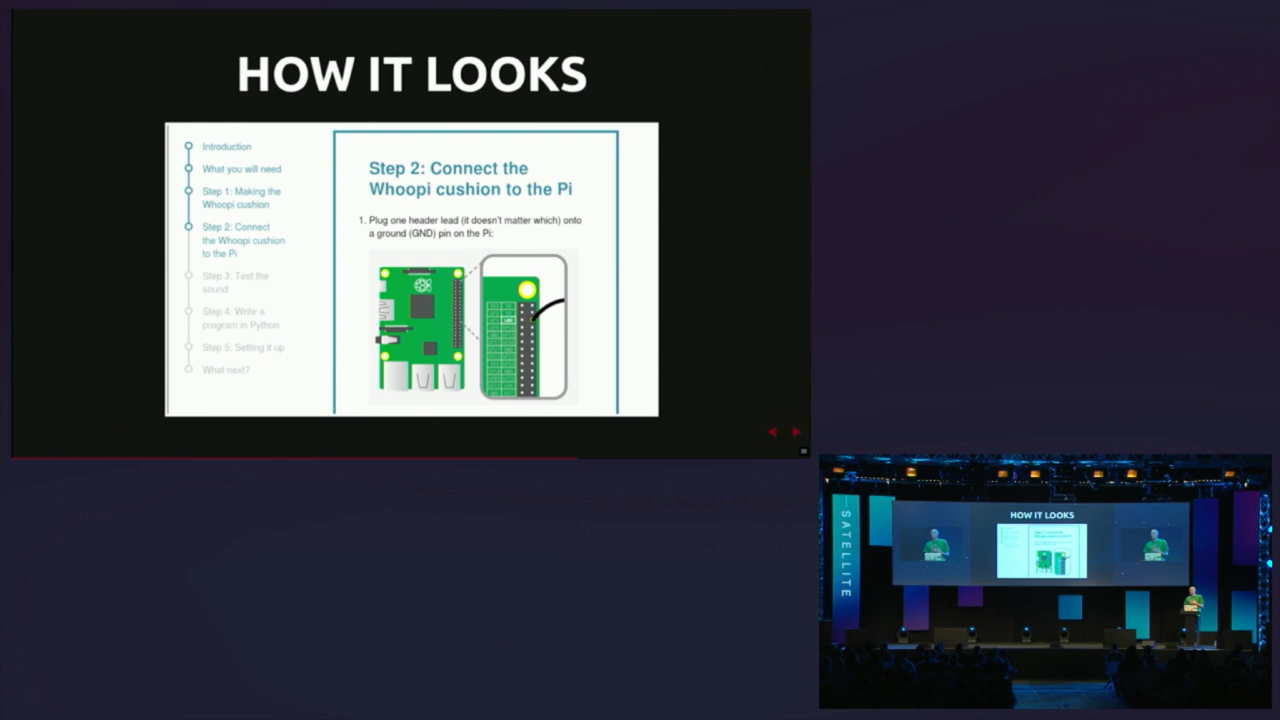 HOW IT LOOKS
Introduction
What you will need
Step 1: Making the
Whoopi cushion
Step 2: Connect
the Whoopi cushion
to the Pi
Step 3: Test the
sound
Step 4: Write a
program in Python
Step 5: Setting it up
What next?
Step 2: Connect the
Whoopi cushion to the Pi
1. Plug one header lead (it doesn't matter which) onto
a ground (GND) pin on the Pi:
GND
SATELLITE
HOW IT LOOKS